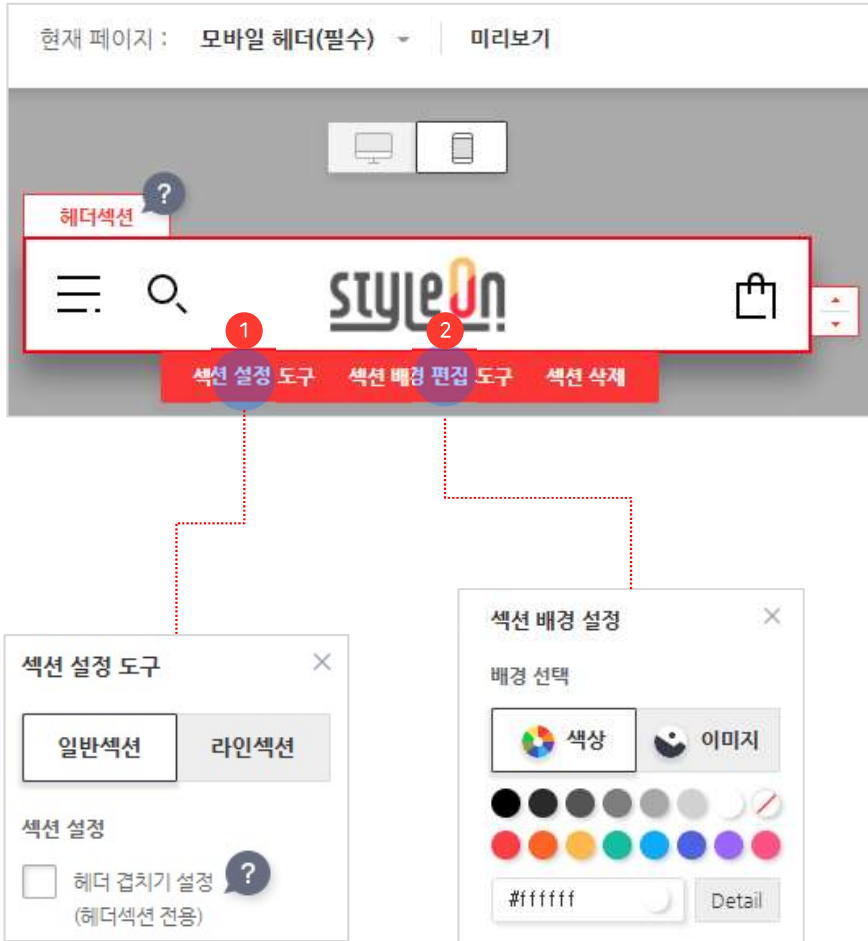 현재 페이지 : 모바일 헤더(필수) 미리보기
헤더섹션 ?
styleOn
1 2
섹션 설정 도구 섹션 배경 편집 도구 섹션 삭제
섹션 설정 도구
일반섹션 라인섹션
섹션 설정
헤더 겹치기 설정 ?
(헤더섹션 전용)
섹션 배경 설정
배경 선택
색상 이미지
#ffffff Detail